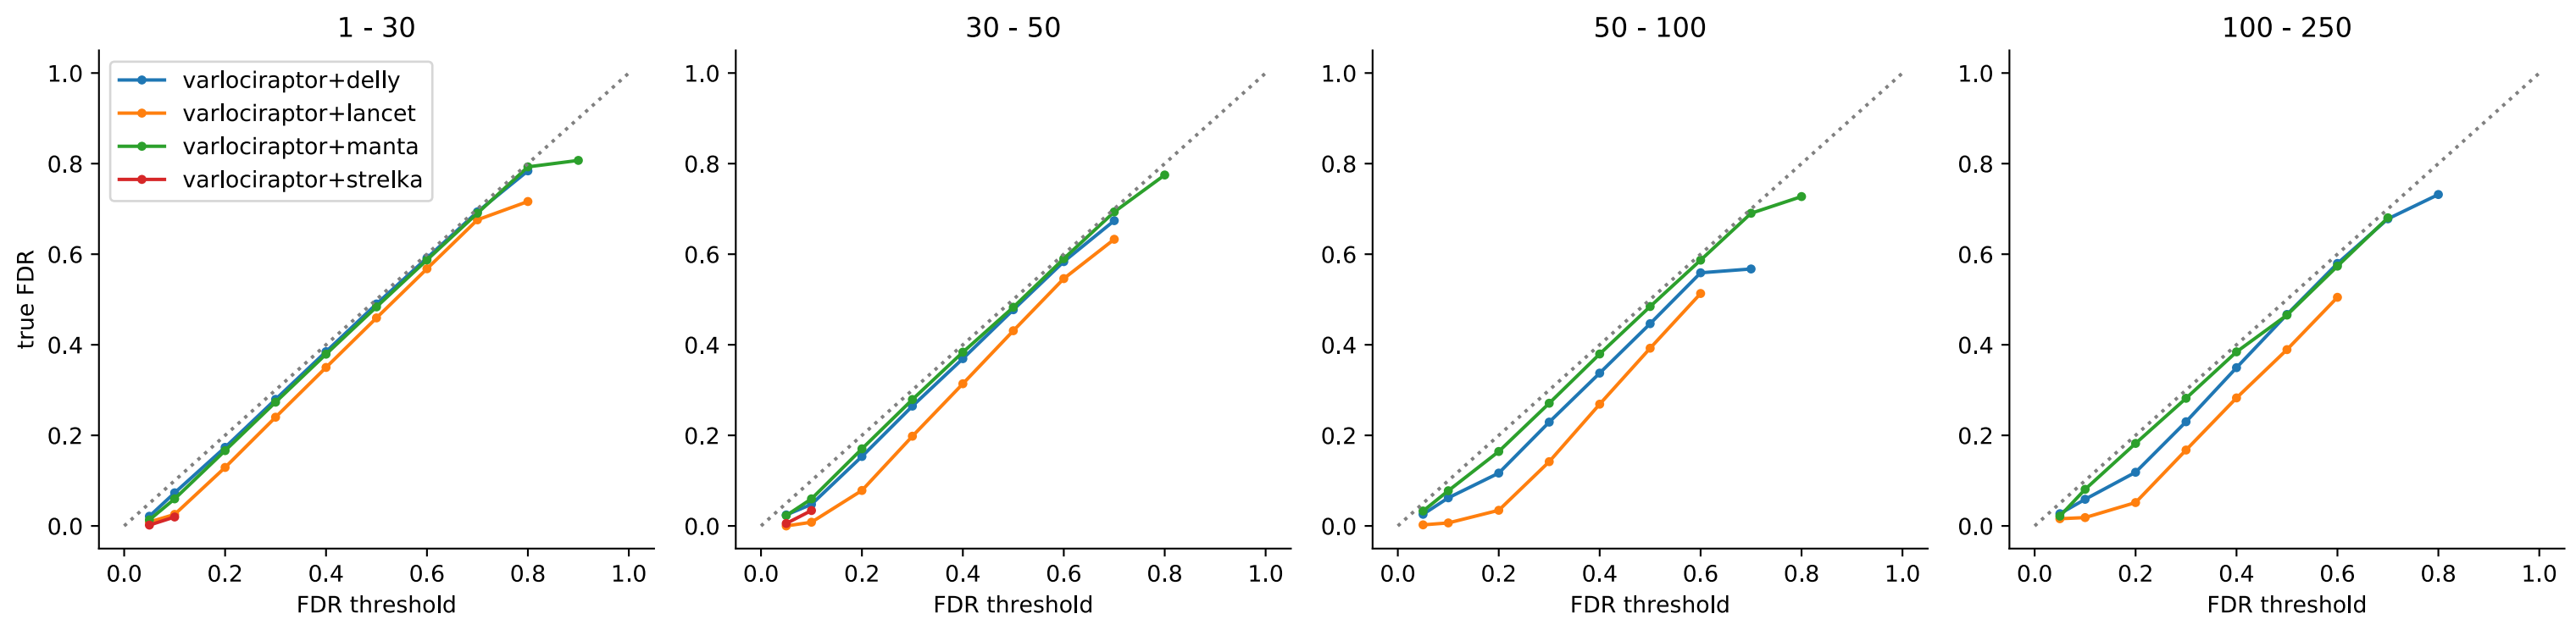 1 - 30
1.0
0.8
0.6
0.4
0.2
0.0
true FDR
varlociraptor+delly
varlociraptor+lancet
varlociraptor+manta
varlociraptor+strelka
0.0 0.2 0.4 0.6 0.8 1.0
FDR threshold
30 - 50
1.0
0.8
0.6
0.4
0.2
0.0
0.0 0.2 0.4 0.6 0.8 1.0
FDR threshold
50 - 100
1.0
0.8
0.6
0.4
0.2
0.0
0.0 0.2 0.4 0.6 0.8 1.0
FDR threshold
100 - 250
1.0
0.8
0.6
0.4
0.2
0.0
0.0 0.2 0.4 0.6 0.8 1.0
FDR threshold